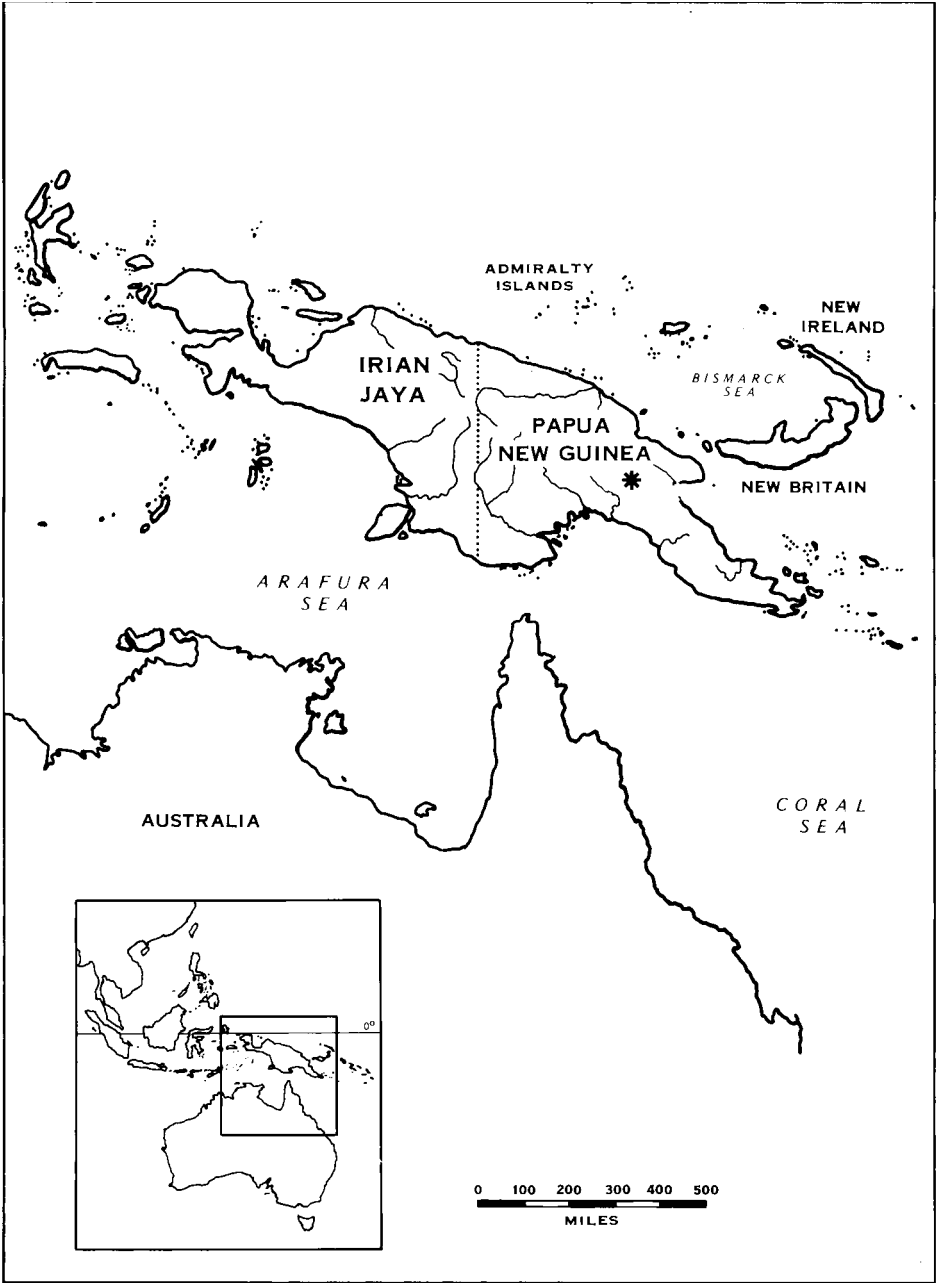 ADMIRALTY
ISLANDS
NEW
IRELAND
IRIAN
JAYA
BISMARCK
SEA
PAPUA
NEW GUINEA
NEW BRITAIN
ARAFURA
SEA
AUSTRALIA
CORAL
SEA
0°
0 100 200 300 400 500
MILES